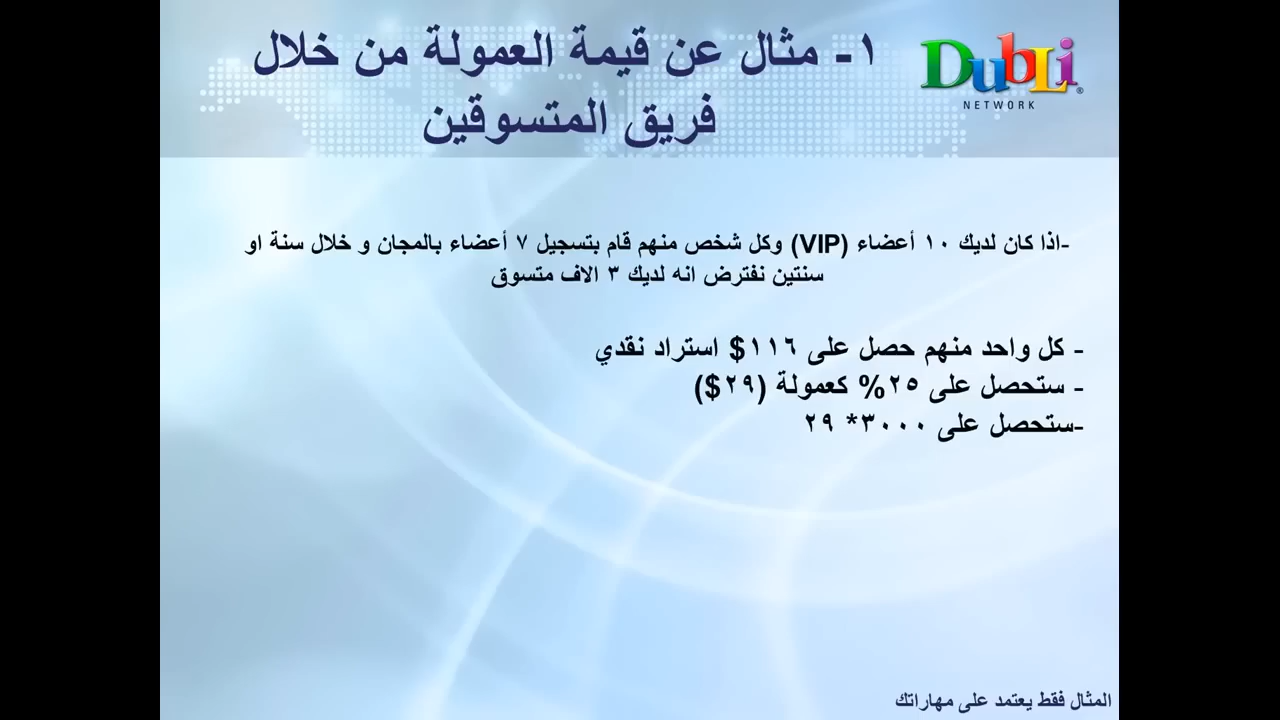 ١- مثال عن قيمة العمولة من خلال
فريق المتسوقين
DubLi
NETWORK
-اذا كان لديك ١٠ أعضاء (VIP) وكل شخص منهم قام بتسجيل ٧ أعضاء بالمجان و خلال سنة او
سنتين نفترض انه لديك ٣ الاف متسوق
- كل واحد منهم حصل على ١١٦$ استراد نقدي
- ستحصل على ٢٥% كعمولة (٢٩$)
-ستحصل على ٣٠٠٠* ٢٩
المثال فقط يعتمد على مهاراتك